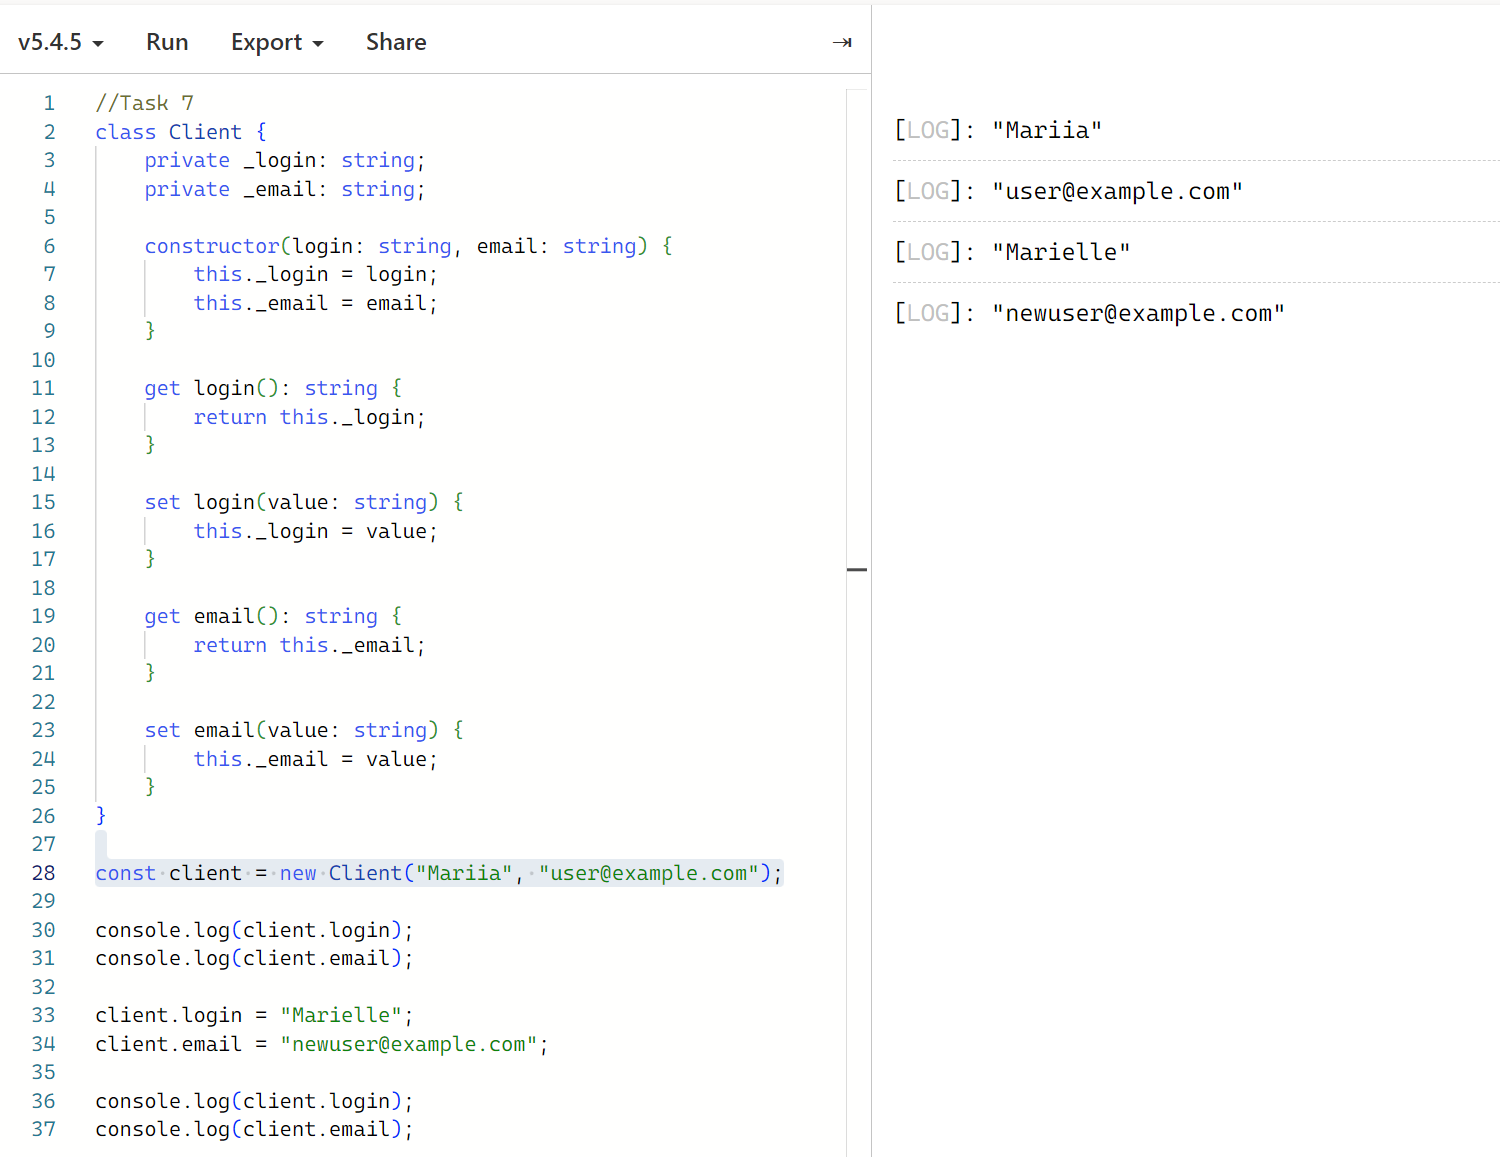 v5.4.5 Run Export Share
1 //Task 7
2 class Client {
3 private _login: string;
4 private _email: string;
5
6 constructor(login: string, email: string) {
7 this._login = login;
8 this._email = email;
9 }
10
11 get login(): string {
12 return this._login;
13 }
14
15 set login(value: string) {
16 this._login = value;
17 }
18
19 get email(): string {
20 return this._email;
21 }
22
23 set email(value: string) {
24 this._email = value;
25 }
26 }
27
28 const client = new Client("Mariia", "user@example.com");
29
30 console.log(client.login);
31 console.log(client.email);
32
33 client.login = "Marielle";
34 client.email = "newuser@example.com";
35
36 console.log(client.login);
37 console.log(client.email);
[LOG]: "Mariia"
[LOG]: "user@example.com"
[LOG]: "Marielle"
[LOG]: "newuser@example.com"